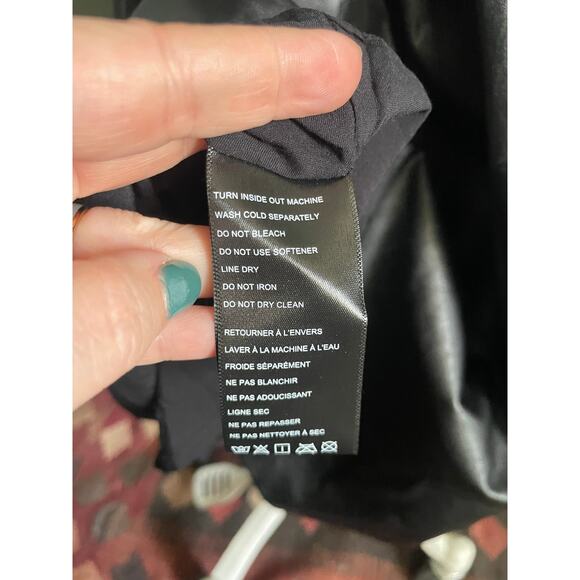 TURN INSIDE OUT MACHINE
WASH COLD SEPARATELY
DO NOT BLEACH
DO NOT USE SOFTENER
LINE DRY
DO NOT IRON
DO NOT DRY CLEAN
RETOURNER À L'ENVERS
LAVER À LA MACHINE À L'EAU
FROIDE SÉPARÉMENT
NE PAS BLANCHIR
NE PAS ADOUCISSANT
LIGNE SEC
NE PAS REPASSER
NE PAS NETTOYER À SEC